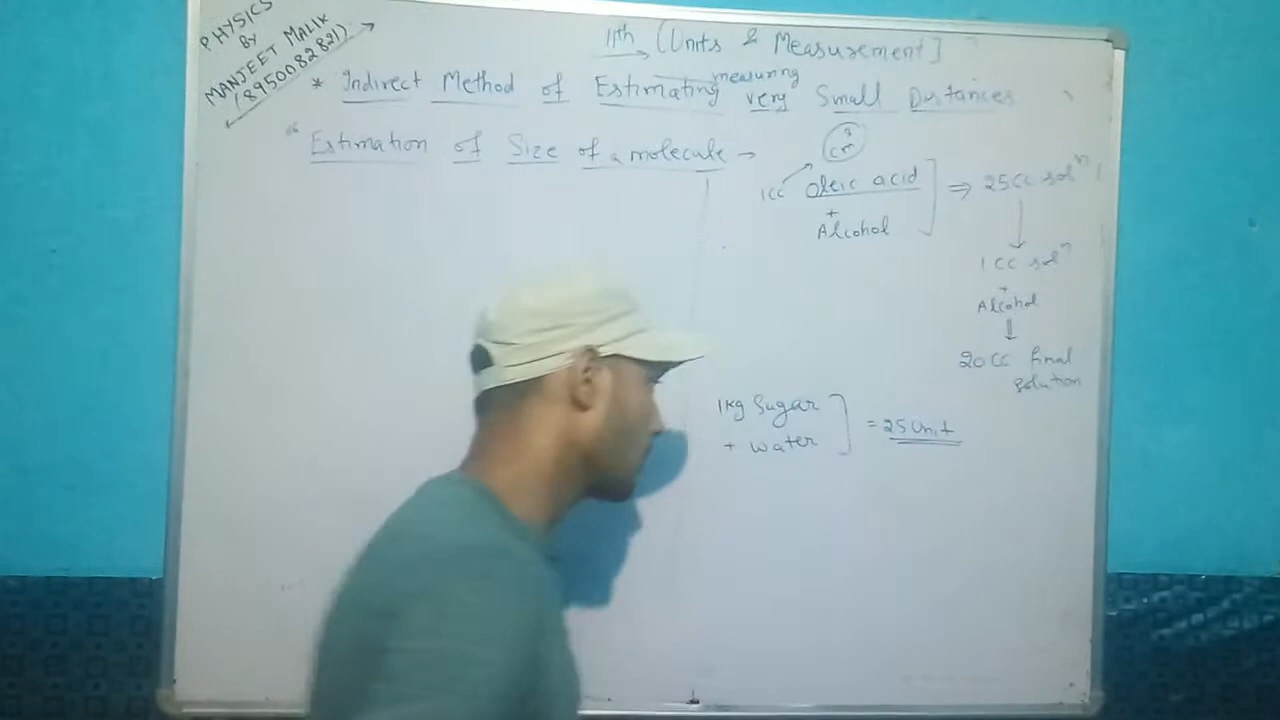 PHYSICS
BY
MANJEET MALIK
(8950082821)
11th (Units & Measurement]
* Indirect Method of Estimating measuring very Small Distances
* Estimation of Size of a molecule →
cm³
1cc Oleic acid ⇒ 25cc solⁿ
+
Alcohol
1cc solⁿ
+
Alcohol
20cc final
solution
1kg Sugar
+ water = 25 Unit